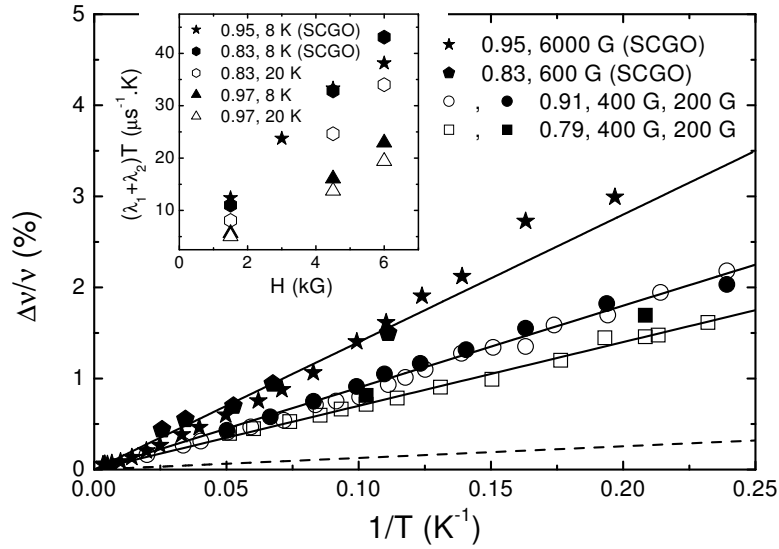 ★ 0.95, 8 K (SCGO)
⬢ 0.83, 8 K (SCGO)
⬡ 0.83, 20 K
▲ 0.97, 8 K
△ 0.97, 20 K
40
30
20
10
(λ₁+λ₂)T (μs⁻¹.K)
0 2 4 6
H (kG)
★ 0.95, 6000 G (SCGO)
⬟ 0.83, 600 G (SCGO)
○ , ● 0.91, 400 G, 200 G
□ , ■ 0.79, 400 G, 200 G
5
4
3
2
1
0
Δν/ν (%)
0.00 0.05 0.10 0.15 0.20 0.25
1/T (K⁻¹)